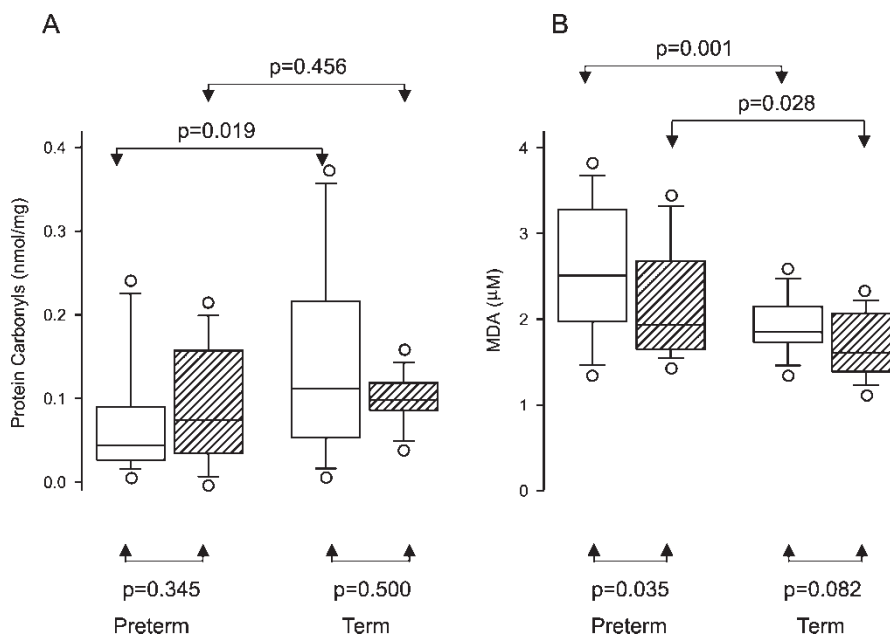 A
p=0.456
p=0.019
0.4
0.3
0.2
0.1
0.0
Protein Carbonyls (nmol/mg)
p=0.345
p=0.500
Preterm
Term
B
p=0.001
p=0.028
4
3
2
1
0
MDA (μM)
p=0.035
p=0.082
Preterm
Term